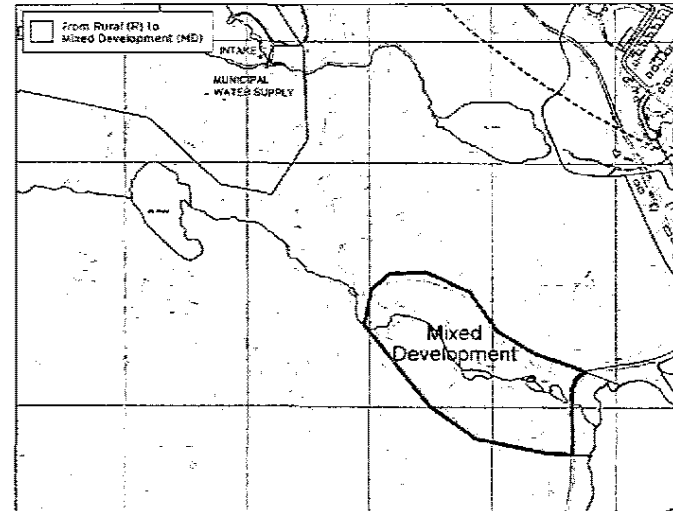 From Rural (R) to
Mixed Development (MD)
INTAKE
MUNICIPAL
WATER SUPPLY
Mixed
Development